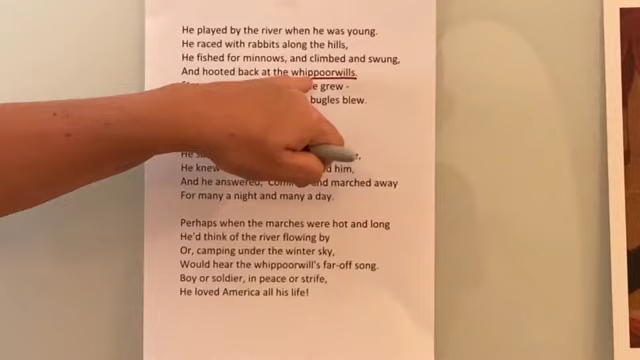 He played by the river when he was young.
He raced with rabbits along the hills,
He fished for minnows, and climbed and swung,
And hooted back at the whippoorwills.
grew -
bugles blew.
He
He knew him,
And he answered, and marched away
For many a night and many a day.
Perhaps when the marches were hot and long
He'd think of the river flowing by
Or, camping under the winter sky,
Would hear the whippoorwill's far-off song.
Boy or soldier, in peace or strife,
He loved America all his life!